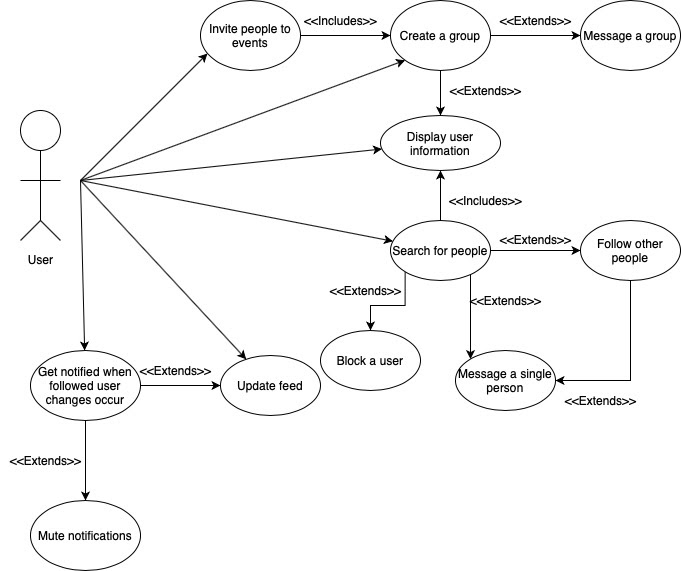 Invite people to
events
<<Includes>>
Create a group
<<Extends>>
Message a group
<<Extends>>
Display user
information
<<Includes>>
User
Search for people
<<Extends>>
Follow other
people
<<Extends>>
<<Extends>>
Block a user
Message a single
person
<<Extends>>
Get notified when
followed user
changes occur
<<Extends>>
Update feed
<<Extends>>
Mute notifications